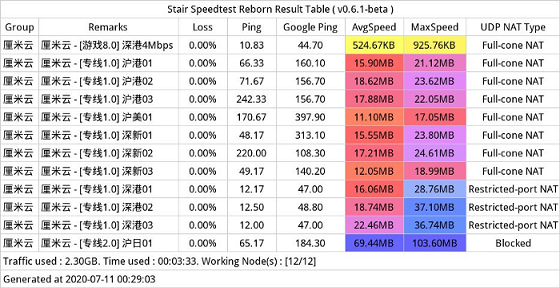 Stair Speedtest Reborn Result Table ( v0.6.1-beta )
Group Remarks Loss Ping Google Ping AvgSpeed MaxSpeed UDP NAT Type
厘米云 厘米云 - [游戏8.0] 深港4Mbps 0.00% 10.83 44.70 524.67KB 925.76KB Full-cone NAT
厘米云 厘米云 - [专线1.0] 沪港01 0.00% 66.33 160.10 15.90MB 21.12MB Full-cone NAT
厘米云 厘米云 - [专线1.0] 沪港02 0.00% 71.67 156.70 18.62MB 23.62MB Full-cone NAT
厘米云 厘米云 - [专线1.0] 沪港03 0.00% 242.33 156.70 17.88MB 22.05MB Full-cone NAT
厘米云 厘米云 - [专线1.0] 沪美01 0.00% 170.67 397.90 11.10MB 17.05MB Full-cone NAT
厘米云 厘米云 - [专线1.0] 深新01 0.00% 48.17 313.10 15.55MB 23.80MB Full-cone NAT
厘米云 厘米云 - [专线1.0] 深新02 0.00% 220.00 108.30 17.21MB 24.61MB Full-cone NAT
厘米云 厘米云 - [专线1.0] 深新03 0.00% 49.17 140.20 12.05MB 18.99MB Full-cone NAT
厘米云 厘米云 - [专线1.0] 深港01 0.00% 12.17 47.00 16.06MB 28.76MB Restricted-port NAT
厘米云 厘米云 - [专线1.0] 深港02 0.00% 12.50 48.80 18.74MB 37.10MB Restricted-port NAT
厘米云 厘米云 - [专线1.0] 深港03 0.00% 12.00 47.00 22.46MB 36.74MB Restricted-port NAT
厘米云 厘米云 - [专线2.0] 沪日01 0.00% 65.17 184.30 69.44MB 103.60MB Blocked
Traffic used : 2.30GB. Time used : 00:03:33. Working Node(s) : [12/12]
Generated at 2020-07-11 00:29:03